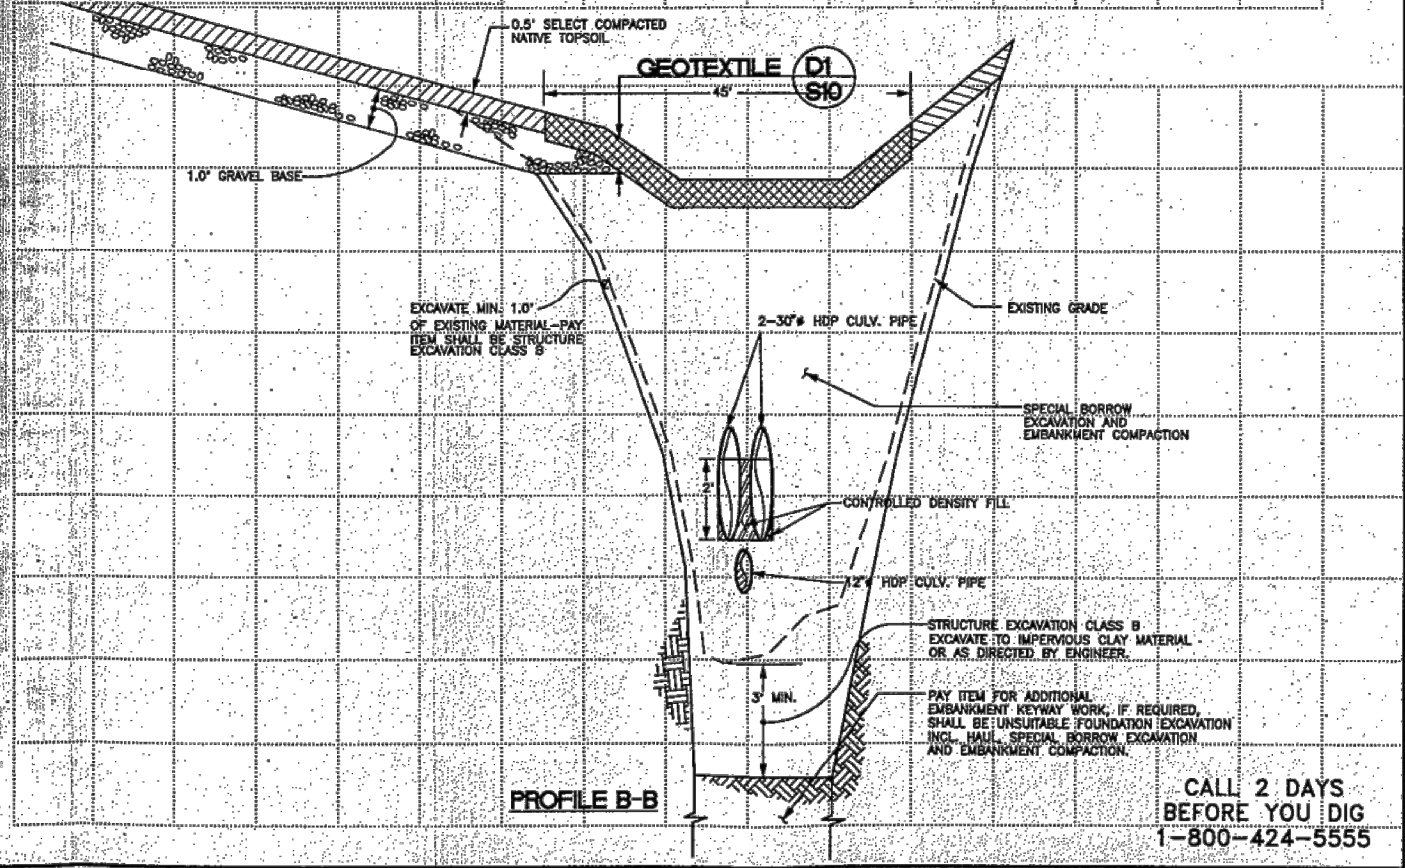 0.5' SELECT COMPACTED
NATIVE TOPSOIL
GEOTEXTILE
D1
S10
45'
1.0' GRAVEL BASE
EXCAVATE MIN. 1.0'
OF EXISTING MATERIAL-PAY
ITEM SHALL BE STRUCTURE
EXCAVATION CLASS B
2-30"ø HDP CULV. PIPE
EXISTING GRADE
SPECIAL BORROW
EXCAVATION AND
EMBANKMENT COMPACTION
2'
CONTROLLED DENSITY FILL
12"ø HDP CULV. PIPE
STRUCTURE EXCAVATION CLASS B
EXCAVATE TO IMPERVIOUS CLAY MATERIAL
OR AS DIRECTED BY ENGINEER.
3' MIN.
PAY ITEM FOR ADDITIONAL
EMBANKMENT KEYWAY WORK, IF REQUIRED,
SHALL BE UNSUITABLE FOUNDATION EXCAVATION
INCL. HAUL, SPECIAL BORROW EXCAVATION
AND EMBANKMENT COMPACTION.
PROFILE B-B
CALL 2 DAYS
BEFORE YOU DIG
1-800-424-5555